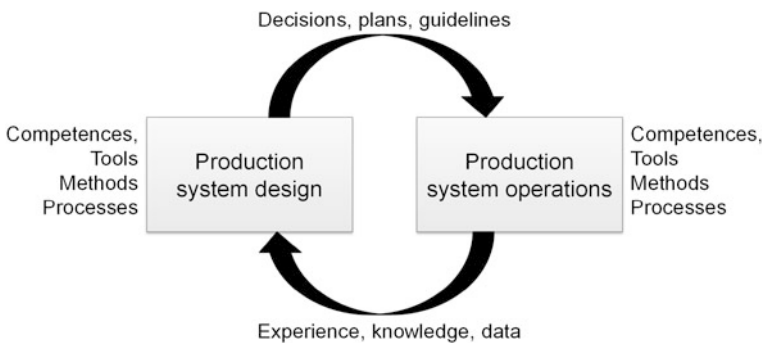 Decisions, plans, guidelines
Competences,
Tools
Methods
Processes
Production
system design
Production
system operations
Competences,
Tools
Methods
Processes
Experience, knowledge, data